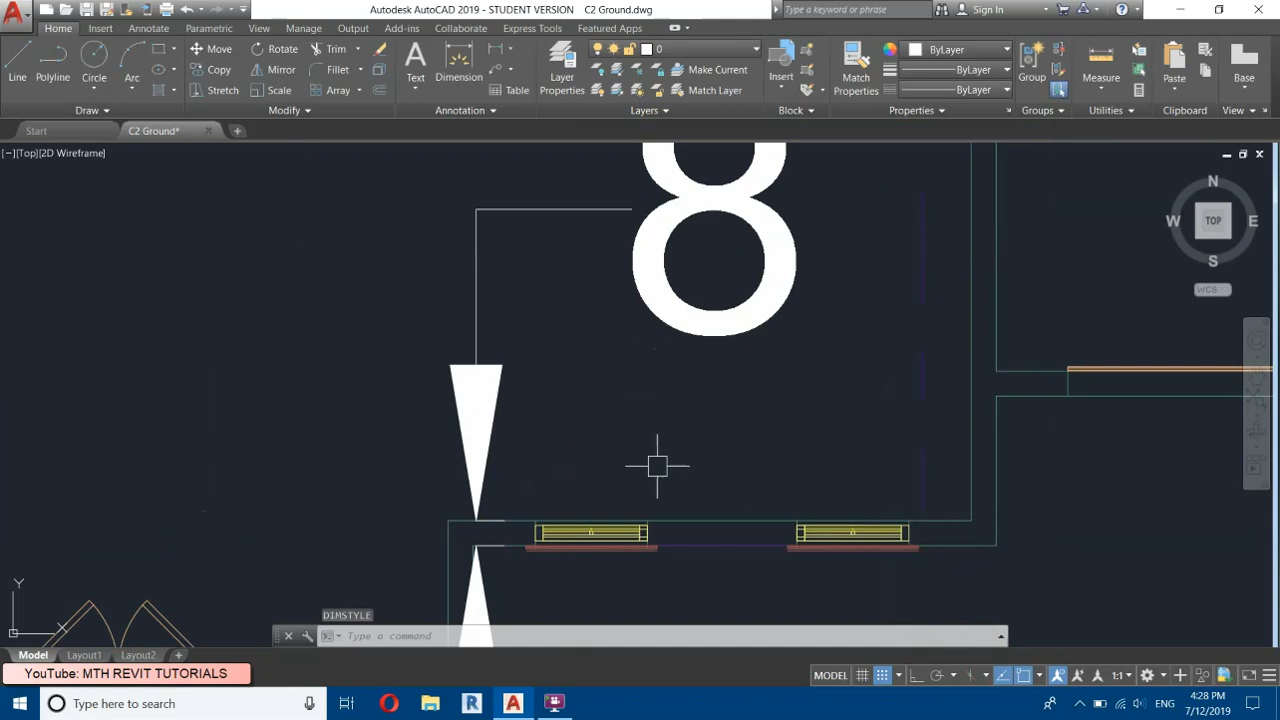 Autodesk AutoCAD 2019 - STUDENT VERSION C2 Ground.dwg
Type a keyword or phrase
Sign In
Home Insert Annotate Parametric View Manage Output Add-ins Collaborate Express Tools Featured Apps
Line Polyline Circle Arc
Move Rotate Trim
Copy Mirror Fillet
Stretch Scale Array
Text Dimension Table
Layer Properties
0
Make Current
Match Layer
Insert
Match Properties
ByLayer
ByLayer
ByLayer
Group Measure Paste Base
Draw Modify Annotation Layers Block Properties Groups Utilities Clipboard View
Start C2 Ground*
[−][Top][2D Wireframe]
N
W TOP E
S
WCS
8
Y
X
DIMSTYLE
Type a command
Model Layout1 Layout2
YouTube: MTH REVIT TUTORIALS
MODEL 1:1
Type here to search
ENG
4:28 PM
7/12/2019